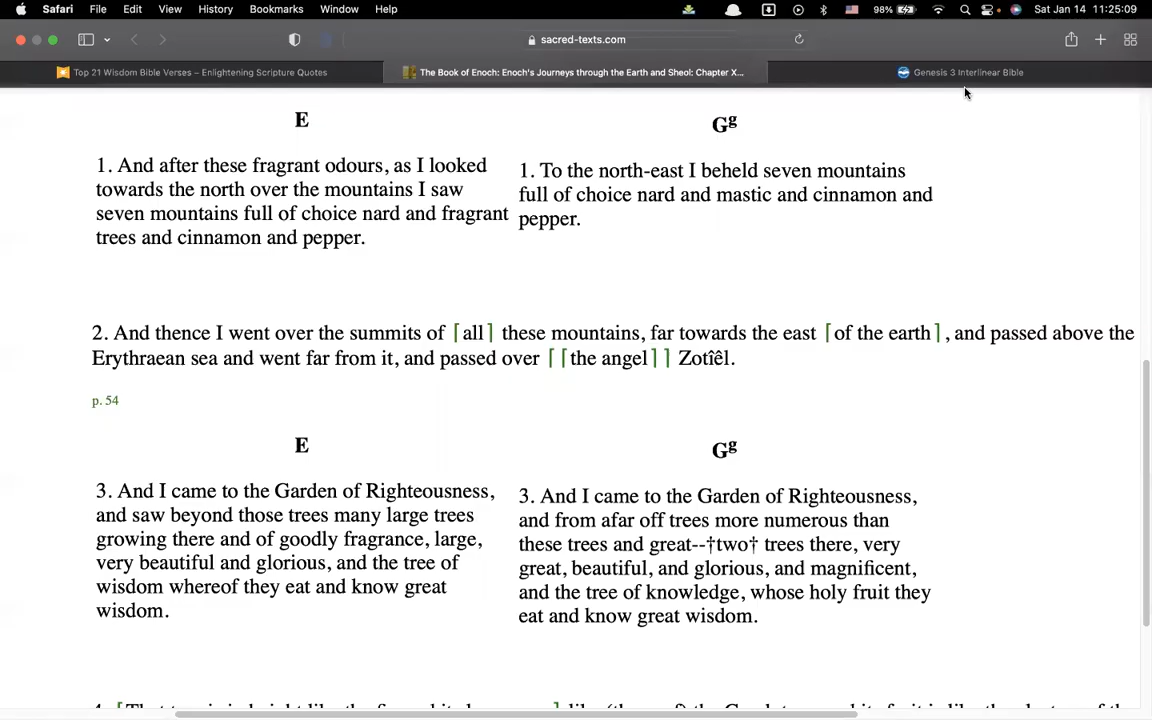 Safari File Edit View History Bookmarks Window Help 98% Sat Jan 14 11:25:09
sacred-texts.com
Top 21 Wisdom Bible Verses – Enlightening Scripture Quotes
The Book of Enoch: Enoch's Journeys through the Earth and Sheol: Chapter X...
Genesis 3 Interlinear Bible
E
1. And after these fragrant odours, as I looked
towards the north over the mountains I saw
seven mountains full of choice nard and fragrant
trees and cinnamon and pepper.
Gᵍ
1. To the north-east I beheld seven mountains
full of choice nard and mastic and cinnamon and
pepper.
2. And thence I went over the summits of ⌈all⌉ these mountains, far towards the east ⌈of the earth⌉, and passed above the
Erythraean sea and went far from it, and passed over ⌈⌈the angel⌉⌉ Zotîêl.
p. 54
E
3. And I came to the Garden of Righteousness,
and saw beyond those trees many large trees
growing there and of goodly fragrance, large,
very beautiful and glorious, and the tree of
wisdom whereof they eat and know great
wisdom.
Gᵍ
3. And I came to the Garden of Righteousness,
and from afar off trees more numerous than
these trees and great--†two† trees there, very
great, beautiful, and glorious, and magnificent,
and the tree of knowledge, whose holy fruit they
eat and know great wisdom.